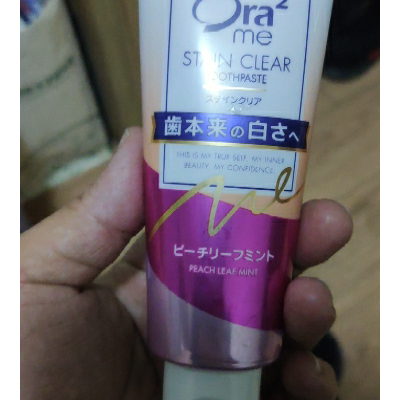 Ora²
me
STAIN CLEAR
TOOTHPASTE
ステインクリア
歯本来の白さへ
THIS IS MY TRUE SELF. MY INNER
BEAUTY. MY CONFIDENCE.
me
ピーチリーフミント
PEACH LEAF MINT